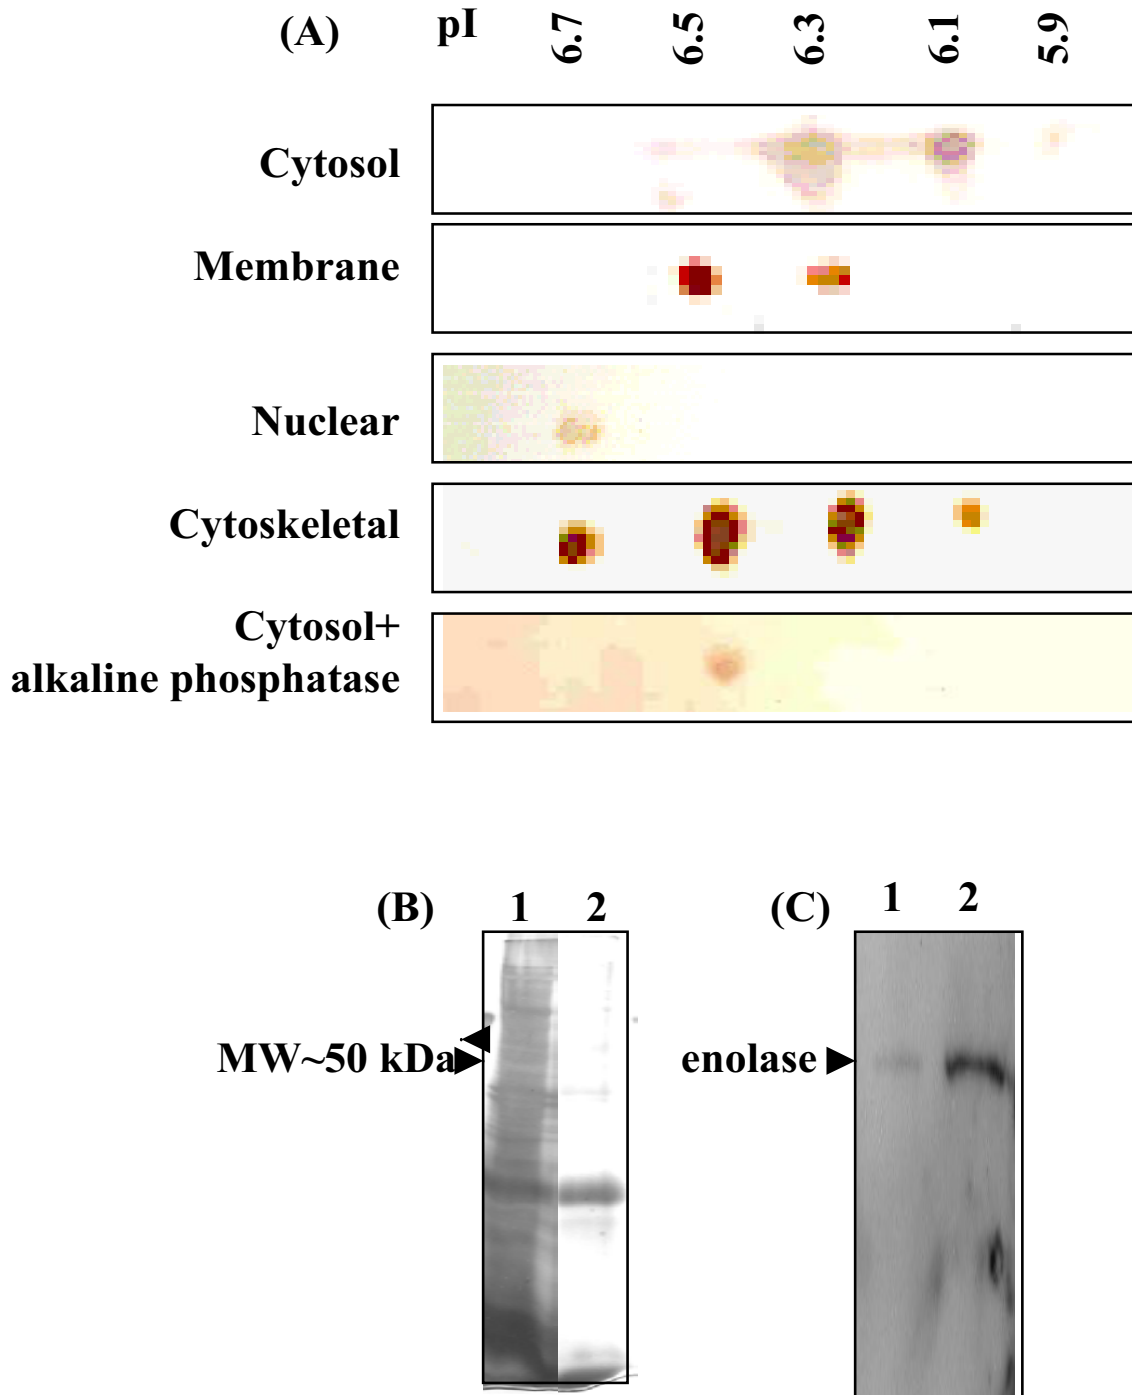 (A) pI 6.7 6.5 6.3 6.1 5.9
Cytosol
Membrane
Nuclear
Cytoskeletal
Cytosol+
alkaline phosphatase
(B) 1 2 (C) 1 2
MW~50 kDa enolase